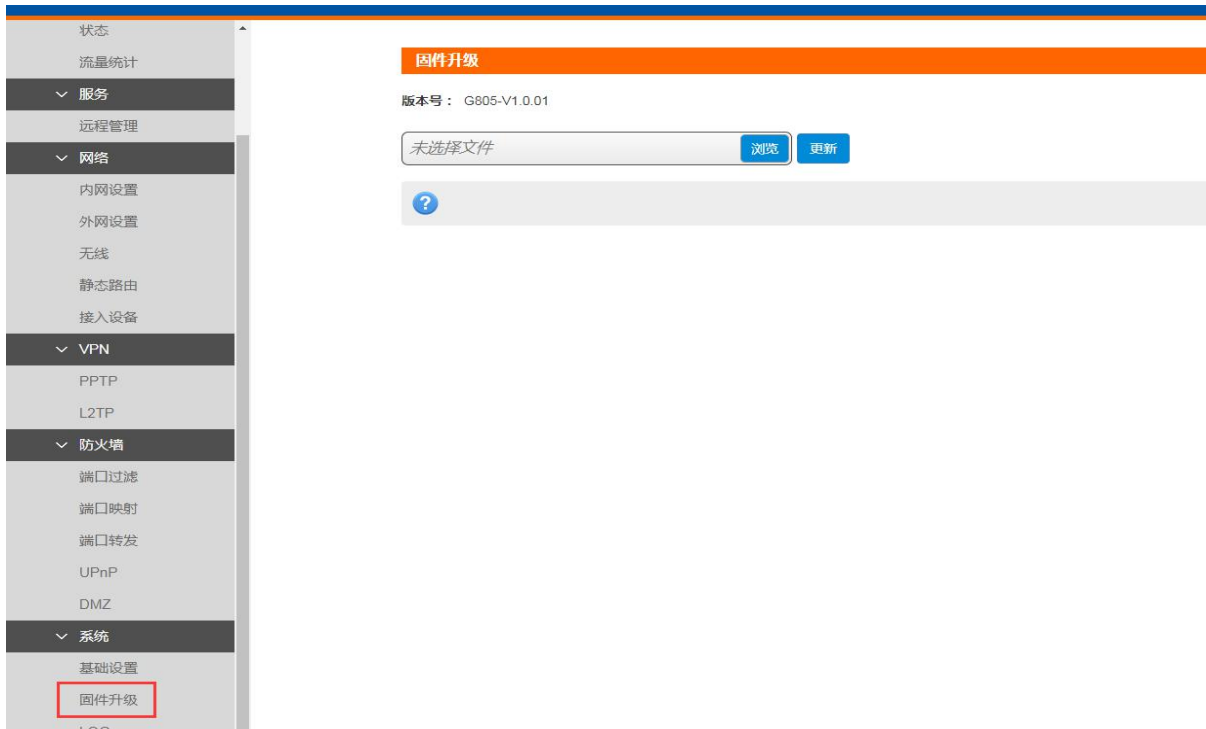 状态
流量统计
服务
远程管理
网络
内网设置
外网设置
无线
静态路由
接入设备
VPN
PPTP
L2TP
防火墙
端口过滤
端口映射
端口转发
UPnP
DMZ
系统
基础设置
固件升级
固件升级
版本号： G805-V1.0.01
未选择文件 浏览 更新